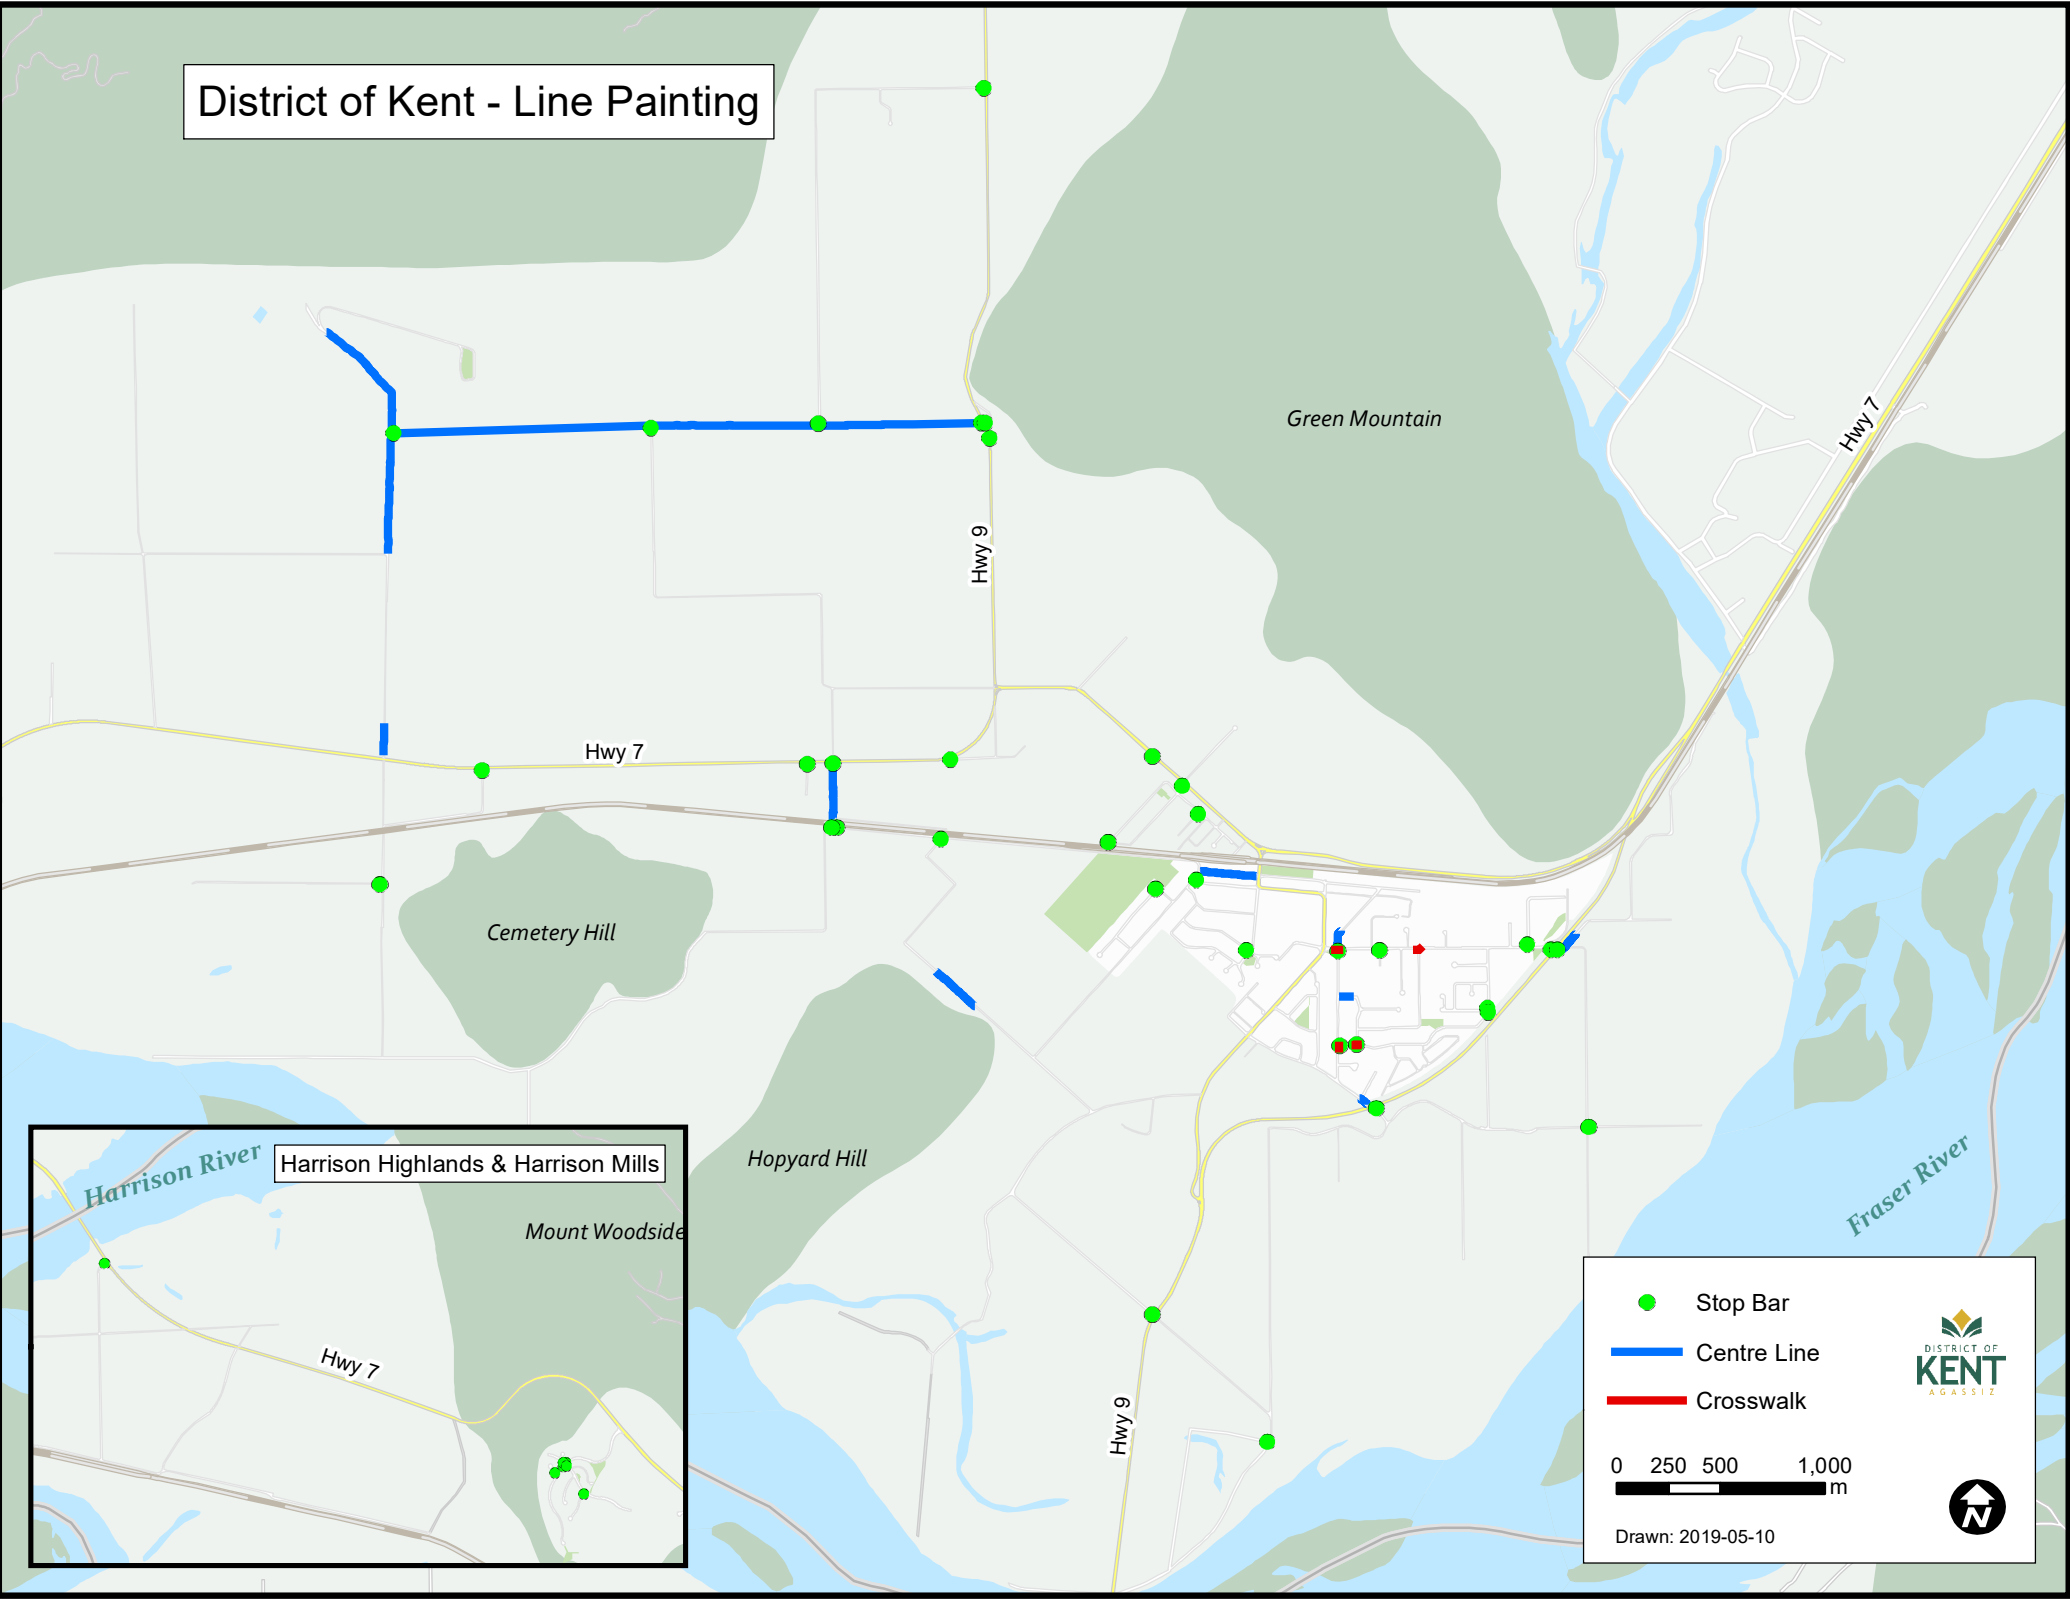 District of Kent - Line Painting
Green Mountain
Hwy 7
Hwy 9
Hwy 7
Cemetery Hill
Hopyard Hill
Harrison River
Harrison Highlands & Harrison Mills
Mount Woodside
Hwy 7
Hwy 9
Fraser River
Stop Bar
Centre Line
Crosswalk
DISTRICT OF
KENT
AGASSIZ
0 250 500 1,000
m
N
Drawn: 2019-05-10